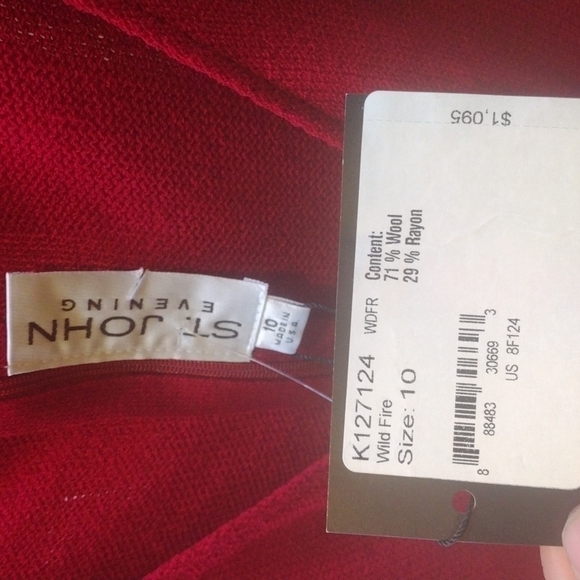 ST. JOHN
EVENING
10
MADE IN
U.S.A.
$1,095
K127124 WDFR
Wild Fire
Size: 10
Content:
71 % Wool
29 % Rayon
8 88483 30669 3
US 8F124